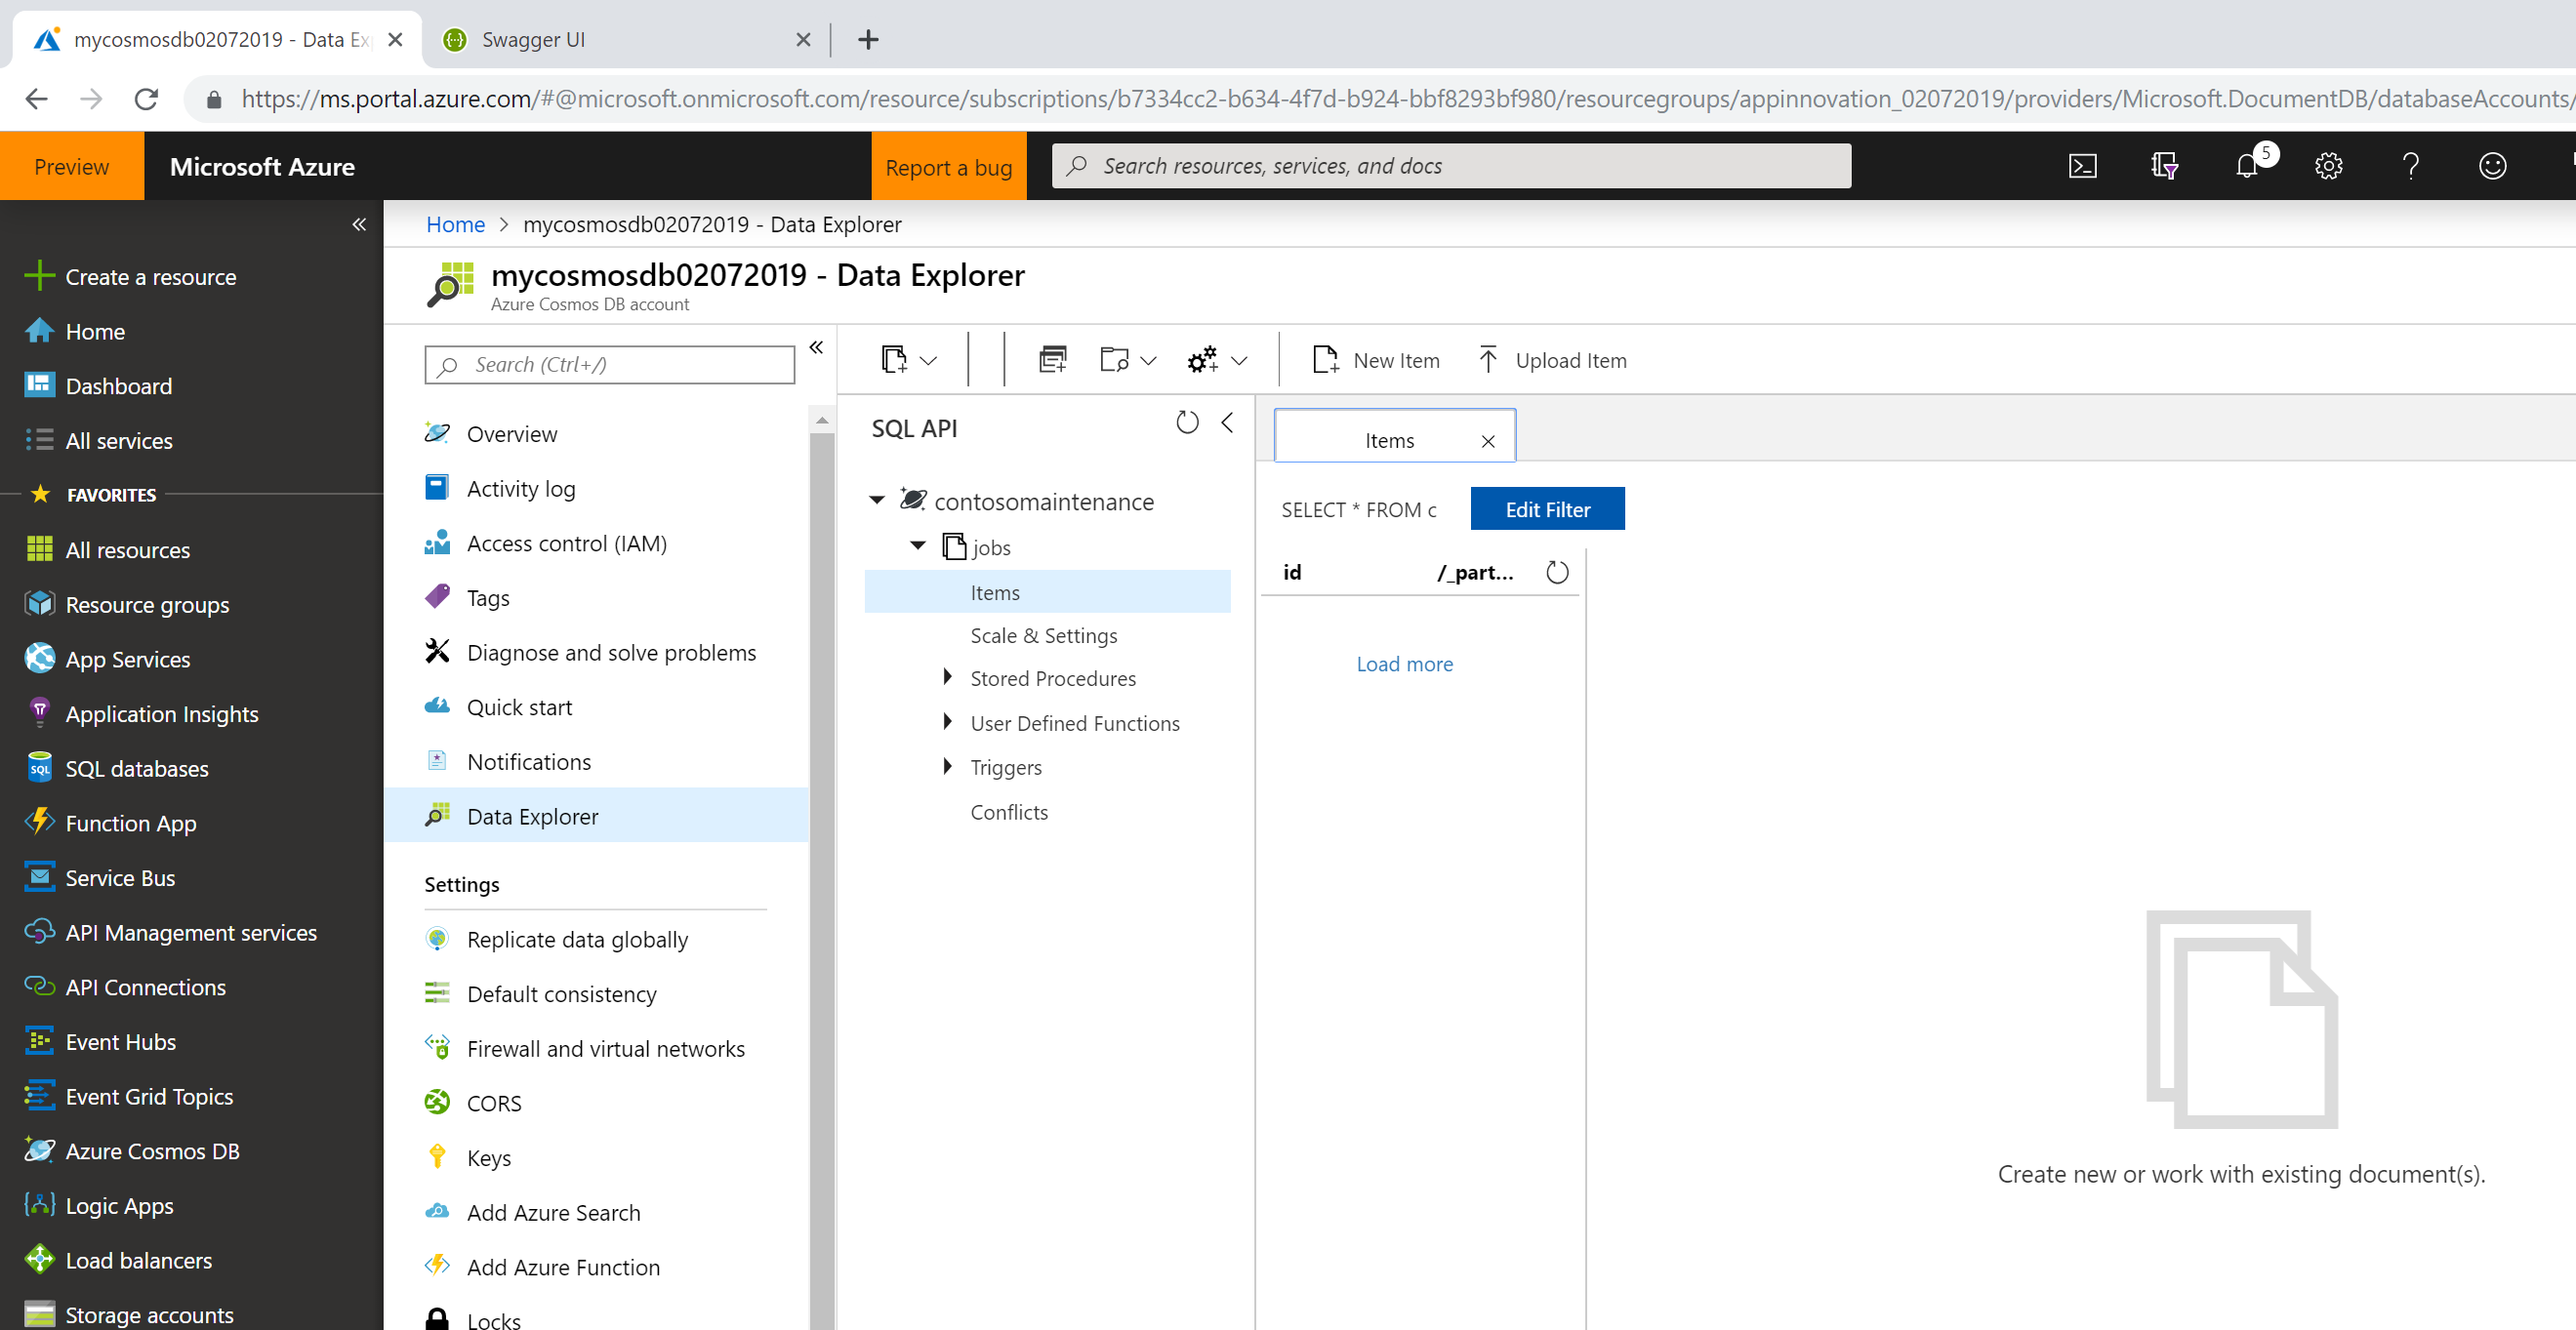 mycosmosdb02072019 - Data Ex
Swagger UI
https://ms.portal.azure.com/#@microsoft.onmicrosoft.com/resource/subscriptions/b7334cc2-b634-4f7d-b924-bbf8293bf980/resourcegroups/appinnovation_02072019/providers/Microsoft.DocumentDB/databaseAccounts/
Preview
Microsoft Azure
Report a bug
Search resources, services, and docs
5
Create a resource
Home
Dashboard
All services
FAVORITES
All resources
Resource groups
App Services
Application Insights
SQL databases
Function App
Service Bus
API Management services
API Connections
Event Hubs
Event Grid Topics
Azure Cosmos DB
Logic Apps
Load balancers
Storage accounts
Home > mycosmosdb02072019 - Data Explorer
mycosmosdb02072019 - Data Explorer
Azure Cosmos DB account
Search (Ctrl+/)
Overview
Activity log
Access control (IAM)
Tags
Diagnose and solve problems
Quick start
Notifications
Data Explorer
Settings
Replicate data globally
Default consistency
Firewall and virtual networks
CORS
Keys
Add Azure Search
Add Azure Function
Locks
New Item
Upload Item
SQL API
contosomaintenance
jobs
Items
Scale & Settings
Stored Procedures
User Defined Functions
Triggers
Conflicts
Items
SELECT * FROM c
Edit Filter
id
/_part...
Load more
Create new or work with existing document(s).